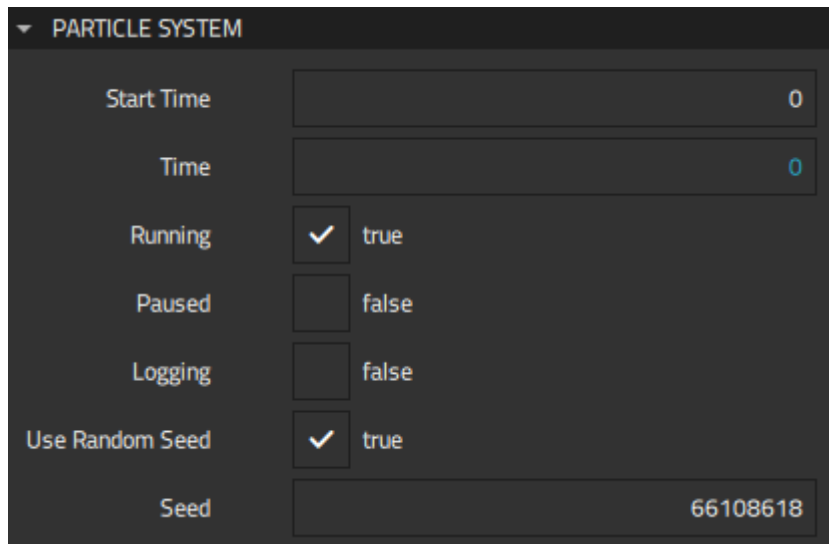 PARTICLE SYSTEM
Start Time 0
Time 0
Running true
Paused false
Logging false
Use Random Seed true
Seed 66108618